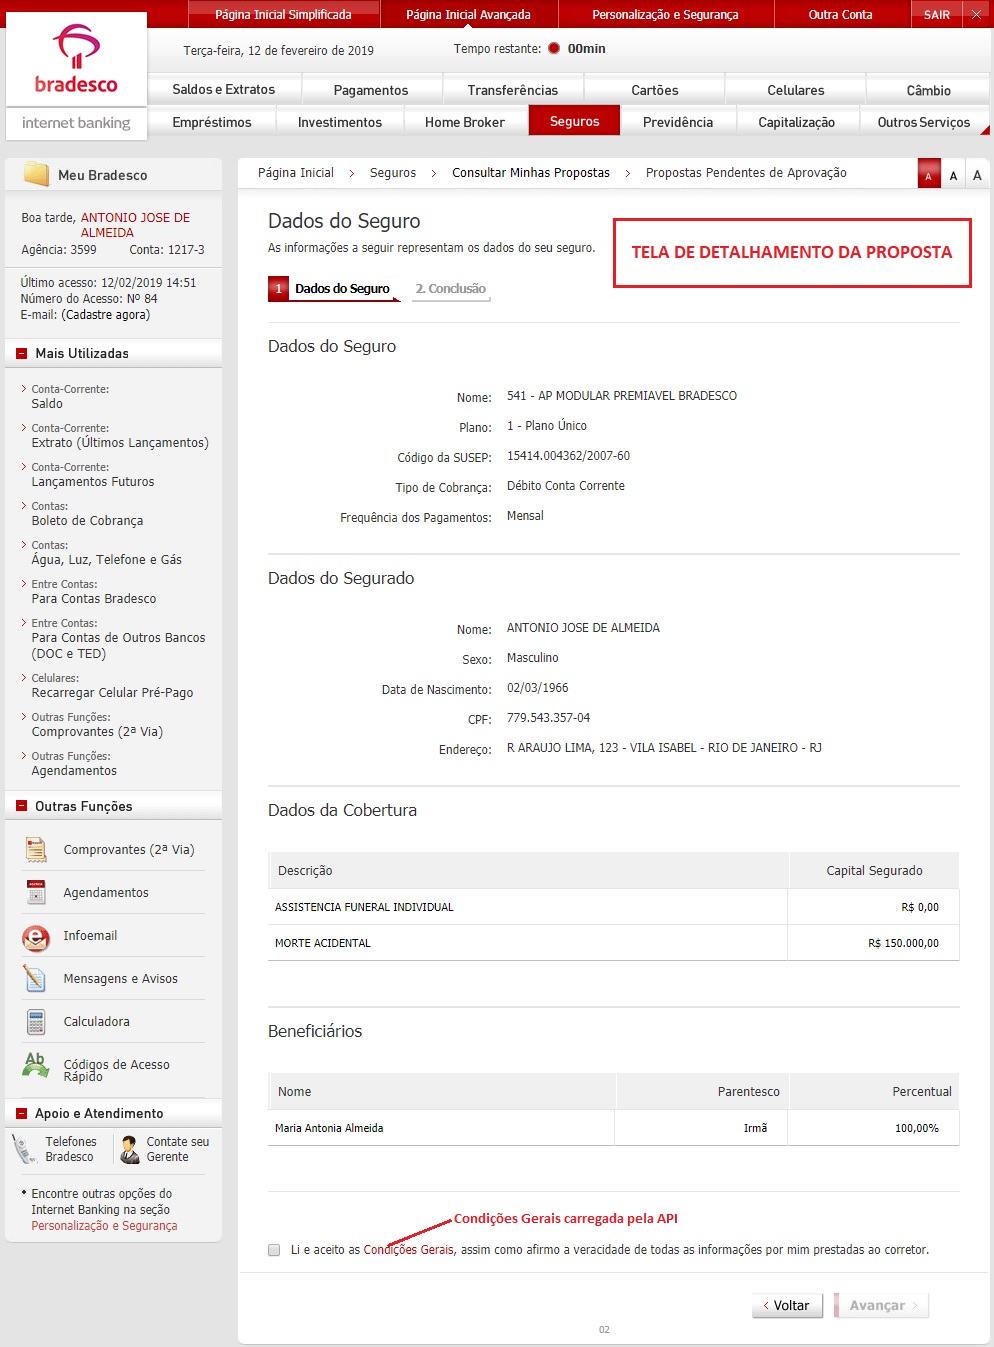 Página Inicial Simplificada
Página Inicial Avançada
Personalização e Segurança
Outra Conta
SAIR
bradesco
internet banking
Terça-feira, 12 de fevereiro de 2019
Tempo restante: 00min
Saldos e Extratos
Pagamentos
Transferências
Cartões
Celulares
Câmbio
Empréstimos
Investimentos
Home Broker
Seguros
Previdência
Capitalização
Outros Serviços
Meu Bradesco
Boa tarde, ANTONIO JOSE DE
ALMEIDA
Agência: 3599 Conta: 1217-3
Último acesso: 12/02/2019 14:51
Número do Acesso: Nº 84
E-mail: (Cadastre agora)
Mais Utilizadas
Conta-Corrente:
Saldo
Conta-Corrente:
Extrato (Últimos Lançamentos)
Conta-Corrente:
Lançamentos Futuros
Contas:
Boleto de Cobrança
Contas:
Água, Luz, Telefone e Gás
Entre Contas:
Para Contas Bradesco
Entre Contas:
Para Contas de Outros Bancos
(DOC e TED)
Celulares:
Recarregar Celular Pré-Pago
Outras Funções:
Comprovantes (2ª Via)
Outras Funções:
Agendamentos
Outras Funções
Comprovantes (2ª Via)
AGENDA
Agendamentos
Infoemail
Mensagens e Avisos
Calculadora
Ab
Códigos de Acesso
Rápido
Apoio e Atendimento
Telefones
Bradesco
Contate seu
Gerente
Encontre outras opções do
Internet Banking na seção
Personalização e Segurança
Página Inicial > Seguros > Consultar Minhas Propostas > Propostas Pendentes de Aprovação
A A A
Dados do Seguro
As informações a seguir representam os dados do seu seguro.
TELA DE DETALHAMENTO DA PROPOSTA
1 Dados do Seguro
2. Conclusão
Dados do Seguro
Nome: 541 - AP MODULAR PREMIAVEL BRADESCO
Plano: 1 - Plano Único
Código da SUSEP: 15414.004362/2007-60
Tipo de Cobrança: Débito Conta Corrente
Frequência dos Pagamentos: Mensal
Dados do Segurado
Nome: ANTONIO JOSE DE ALMEIDA
Sexo: Masculino
Data de Nascimento: 02/03/1966
CPF: 779.543.357-04
Endereço: R ARAUJO LIMA, 123 - VILA ISABEL - RIO DE JANEIRO - RJ
Dados da Cobertura
Descrição Capital Segurado
ASSISTENCIA FUNERAL INDIVIDUAL R$ 0,00
MORTE ACIDENTAL R$ 150.000,00
Beneficiários
Nome Parentesco Percentual
Maria Antonia Almeida Irmã 100,00%
Condições Gerais carregada pela API
Li e aceito as Condições Gerais, assim como afirmo a veracidade de todas as informações por mim prestadas ao corretor.
< Voltar
Avançar >
02